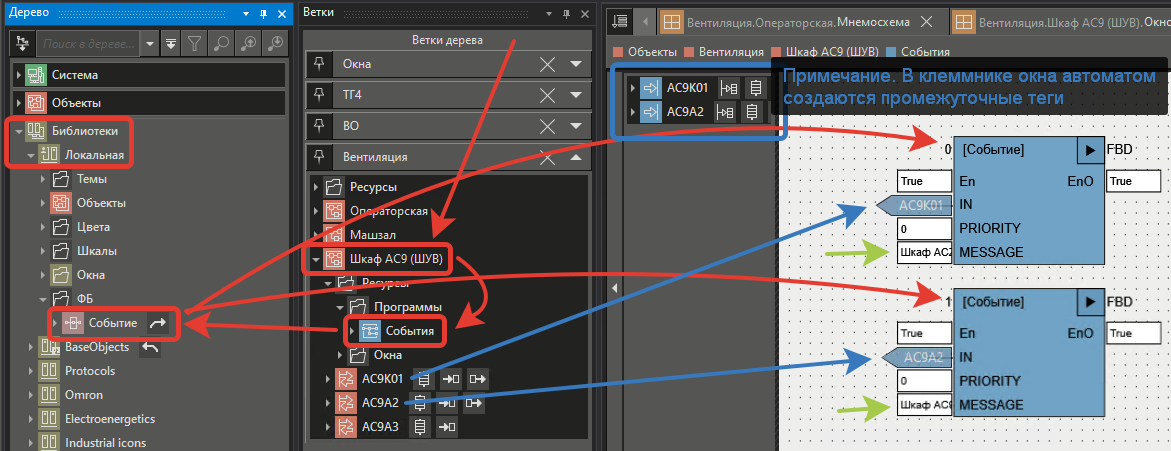 Дерево
Поиск в дереве...
Система
Объекты
Библиотеки
Локальная
Темы
Объекты
Цвета
Шкалы
Окна
ФБ
Событие
BaseObjects
Protocols
Omron
Electroenergetics
Industrial icons
Ветки
Ветки дерева
Окна
ТГ4
ВО
Вентиляция
Ресурсы
Операторская
Машзал
Шкаф АС9 (ШУВ)
Ресурсы
Программы
События
Окна
AC9K01
AC9A2
AC9A3
Вентиляция.Операторская.Мнемосхема
Вентиляция.Шкаф АС9 (ШУВ).Окно
Объекты Вентиляция Шкаф АС9 (ШУВ) События
AC9K01
AC9A2
Примечание. В клеммнике окна автоматом
создаются промежуточные теги
0 [Событие] FBD
True En EnO True
AC9K01 IN
0 PRIORITY
Шкаф АС MESSAGE
1 [Событие] FBD
True En EnO True
AC9A2 IN
0 PRIORITY
Шкаф АС MESSAGE